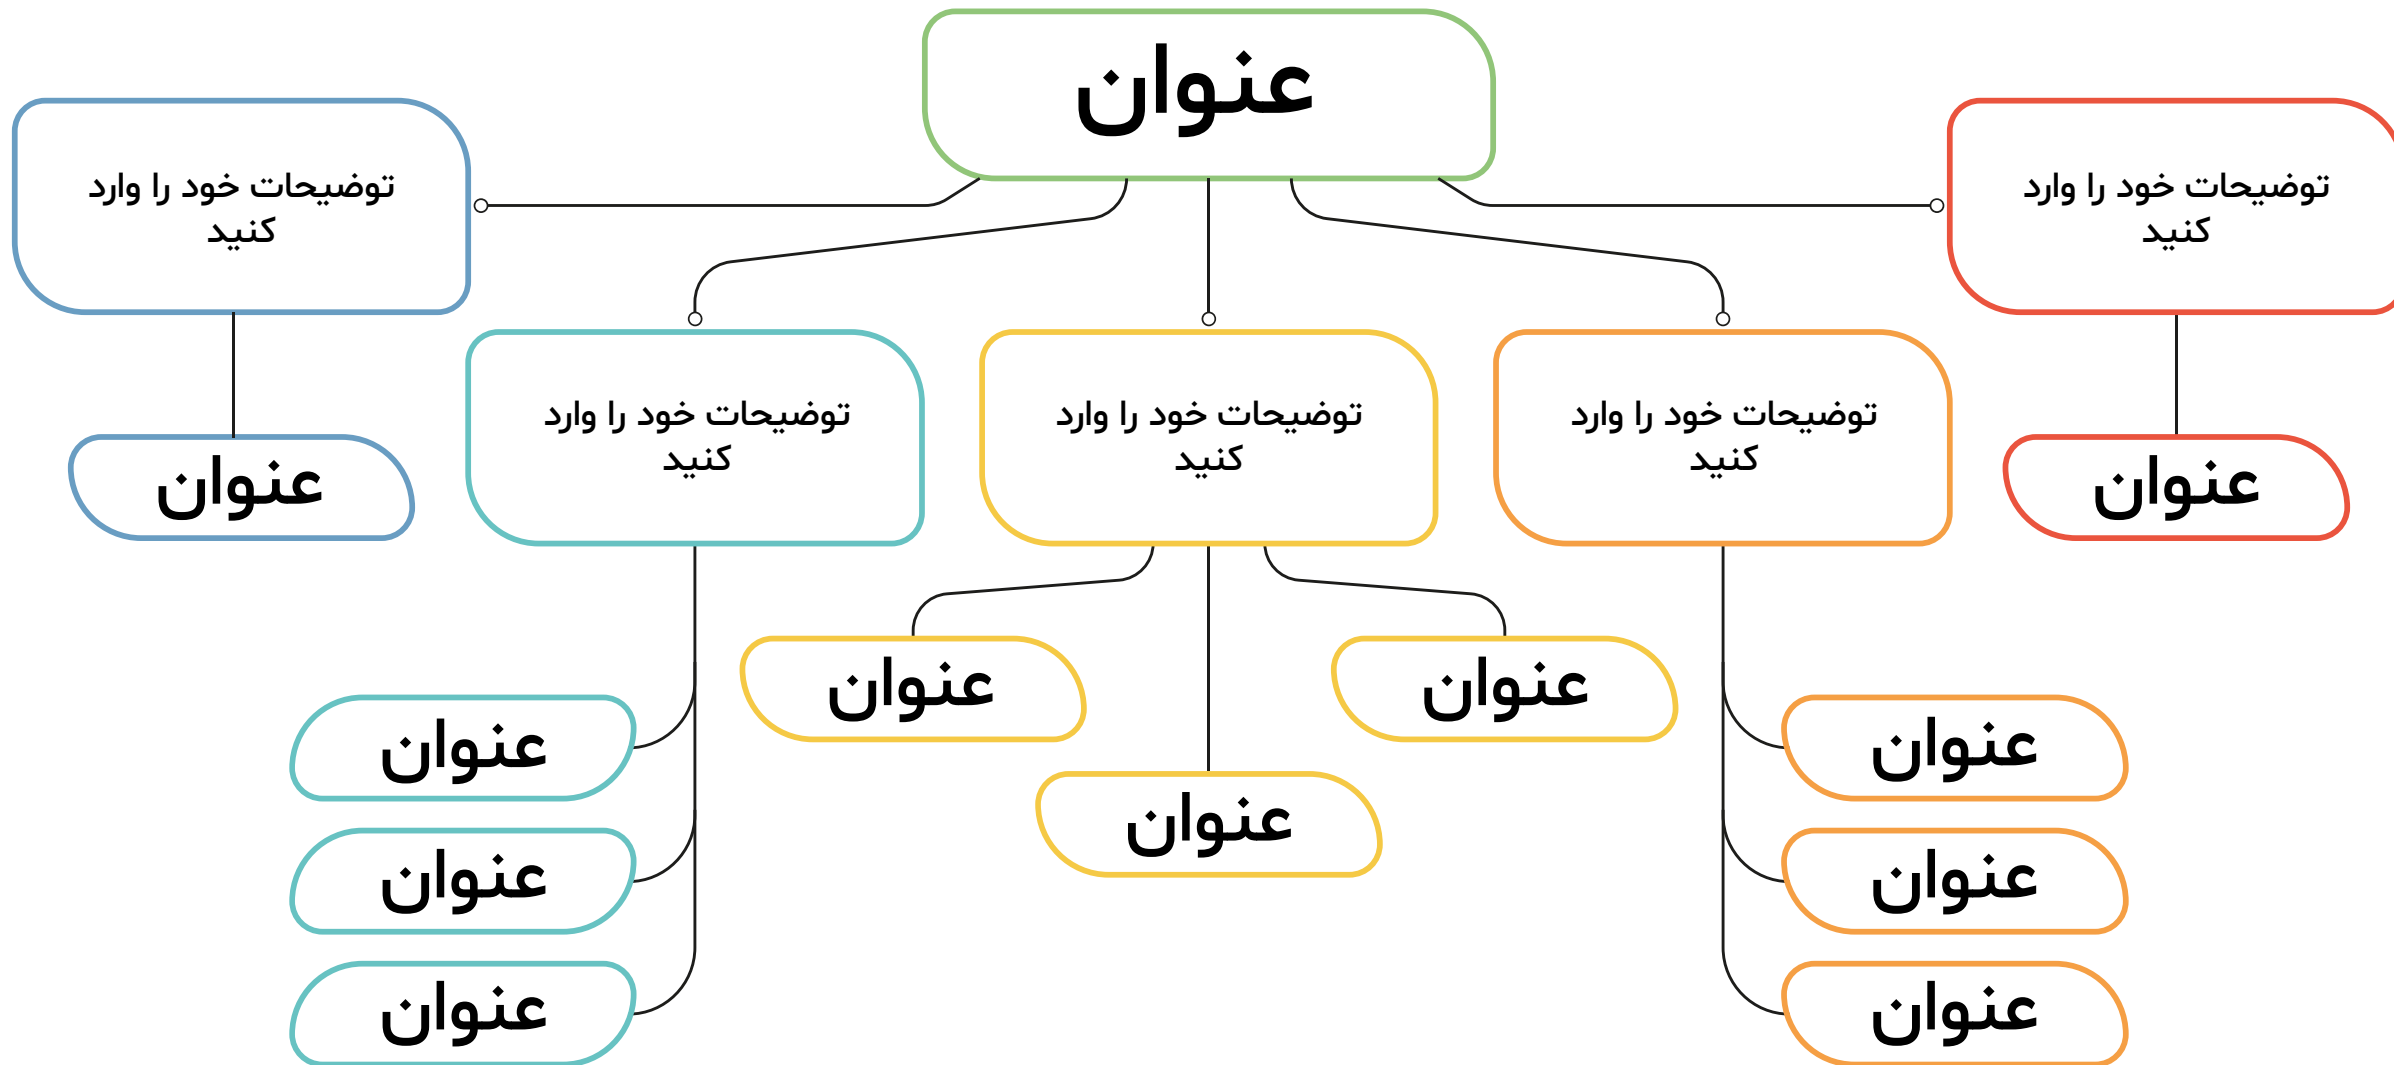 عنوان
توضیحات خود را وارد
کنید
توضیحات خود را وارد
کنید
توضیحات خود را وارد
کنید
توضیحات خود را وارد
کنید
توضیحات خود را وارد
کنید
عنوان
عنوان
عنوان
عنوان
عنوان
عنوان
عنوان
عنوان
عنوان
عنوان
عنوان